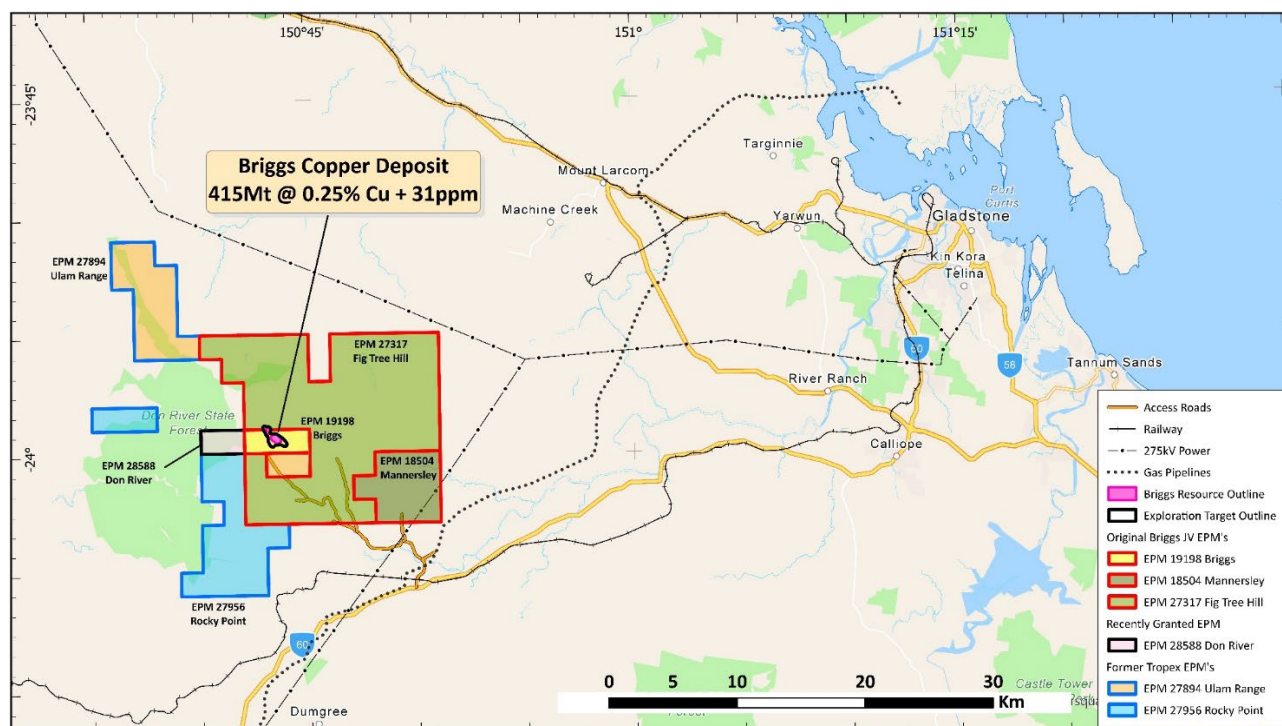 150°45'
151°
151°15'
-23°45'
-24°
Briggs Copper Deposit
415Mt @ 0.25% Cu + 31ppm
Targinnie
Mount Larcom
Machine Creek
Yarwun
Port
Curtis
Gladstone
Kin Kora
Telina
EPM 27894
Ulam Range
EPM 27317
Fig Tree Hill
60
58
Tannum Sands
River Ranch
Don River State
Forest
EPM 19198
Briggs
Calliope
EPM 28588
Don River
EPM 18504
Mannersley
EPM 27956
Rocky Point
60
Dumgree
0 5 10 20 30
Km
Castle Tower
Access Roads
Railway
275kV Power
Gas Pipelines
Briggs Resource Outline
Exploration Target Outline
Original Briggs JV EPM's
EPM 19198 Briggs
EPM 18504 Mannersley
EPM 27317 Fig Tree Hill
Recently Granted EPM
EPM 28588 Don River
Former Tropex EPM's
EPM 27894 Ulam Range
EPM 27956 Rocky Point